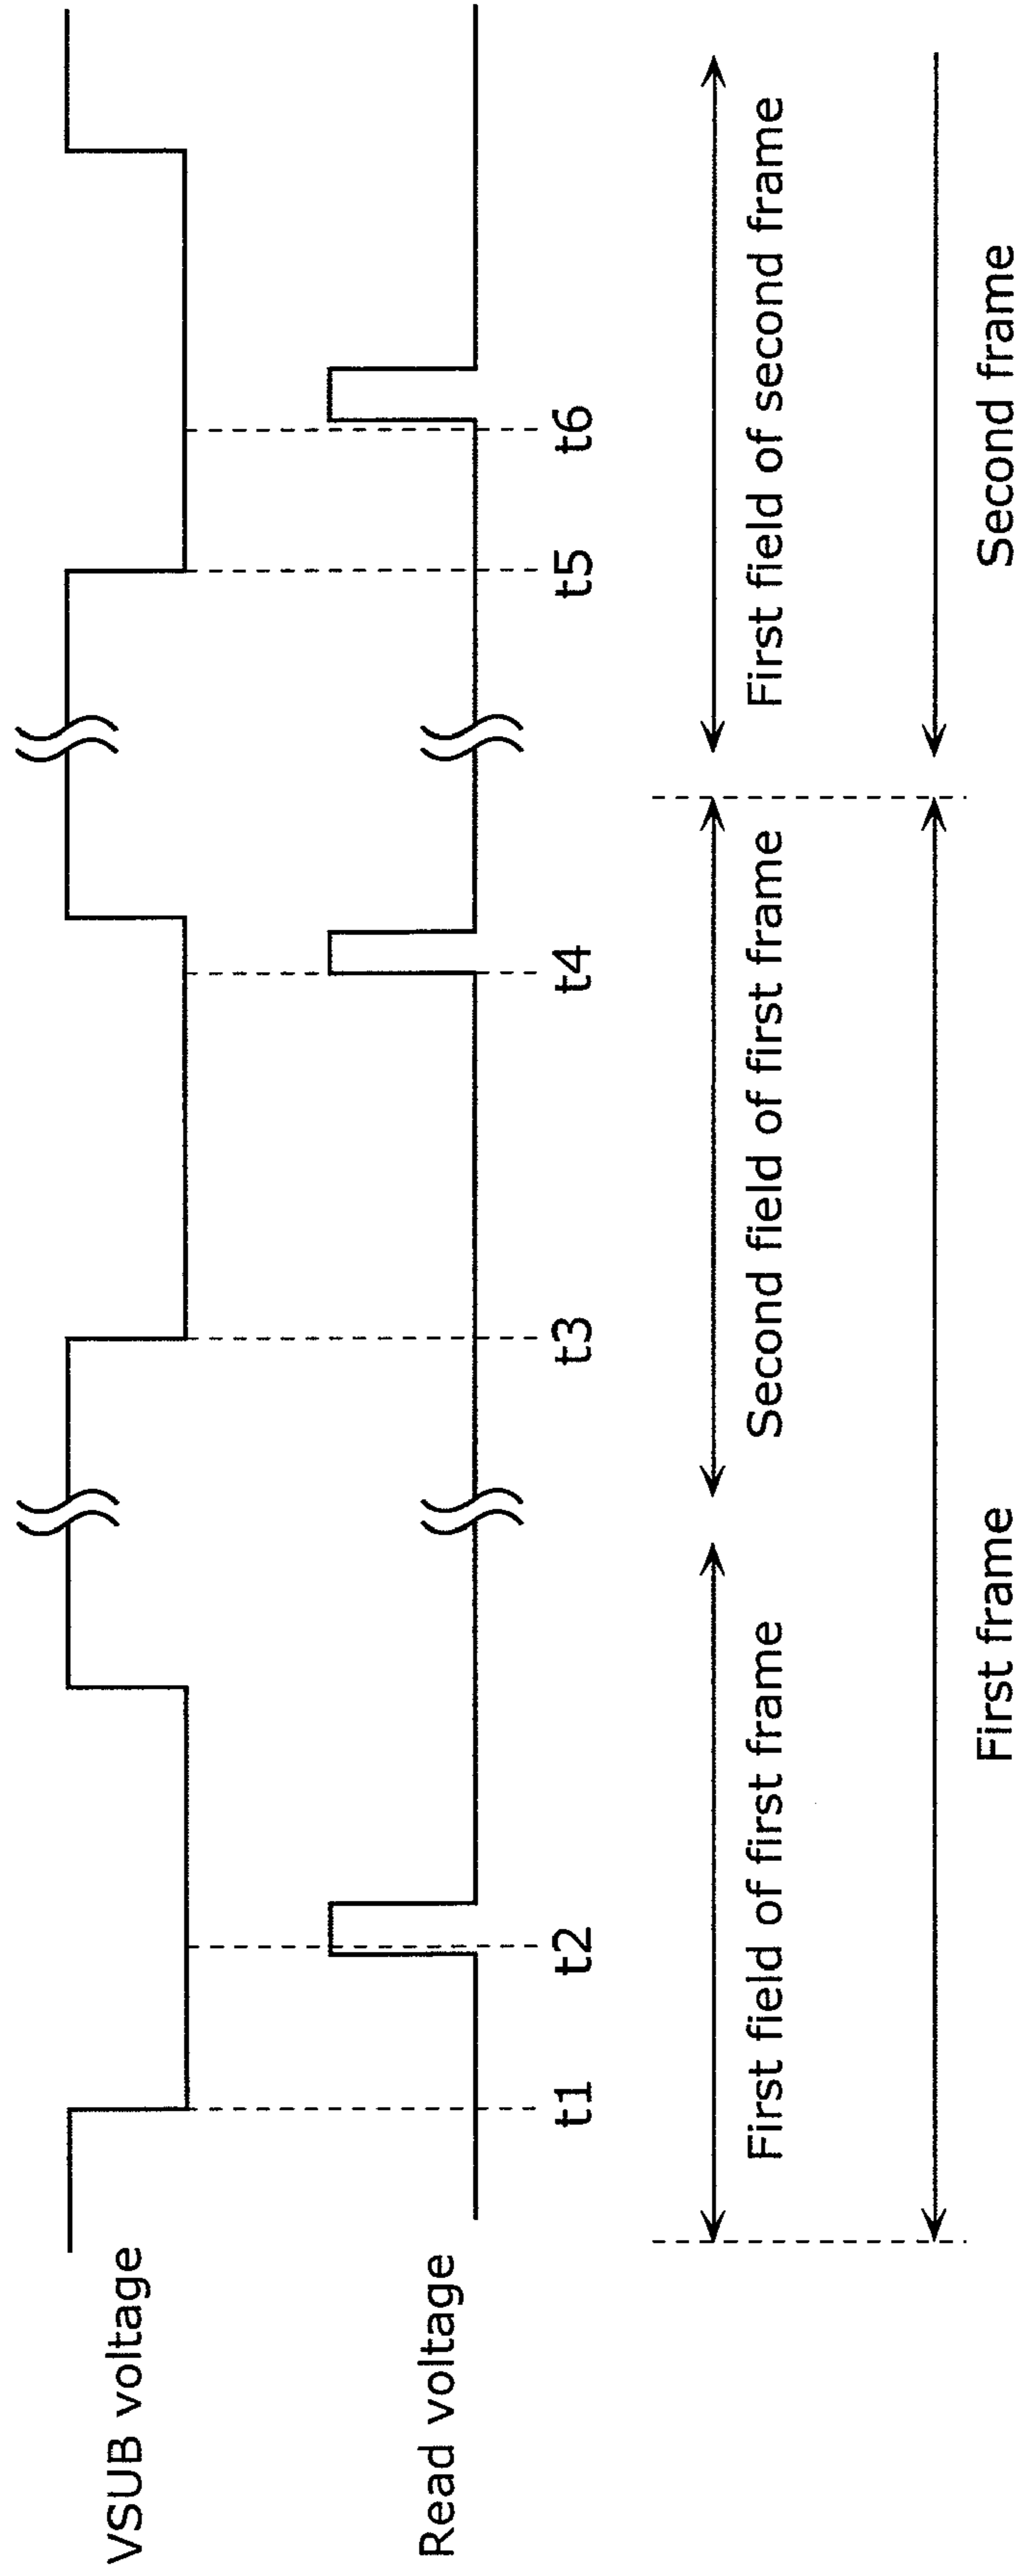 VSUB voltage
Read voltage
t1
t2
t3
t4
t5
t6
First field of first frame
Second field of first frame
First field of second frame
First frame
Second frame